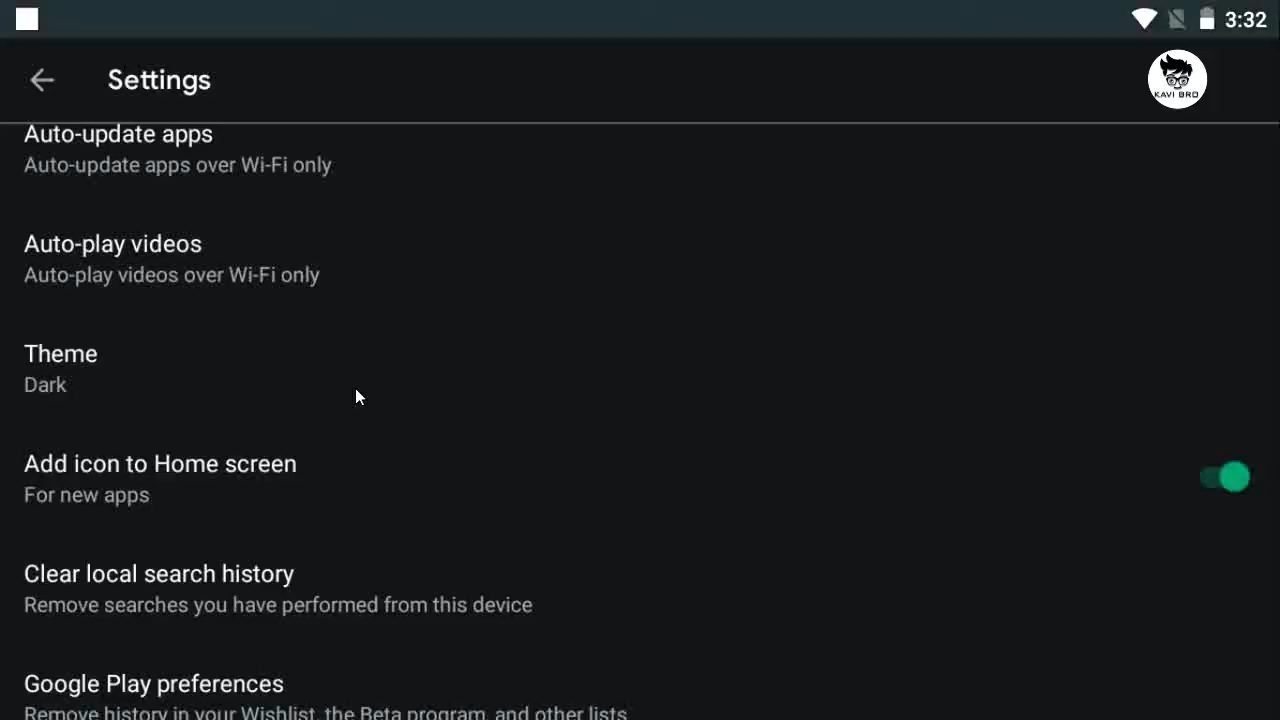 3:32
Settings
KAVI BRO
Auto-update apps
Auto-update apps over Wi-Fi only
Auto-play videos
Auto-play videos over Wi-Fi only
Theme
Dark
Add icon to Home screen
For new apps
Clear local search history
Remove searches you have performed from this device
Google Play preferences
Remove history in your Wishlist, the Beta program, and other lists